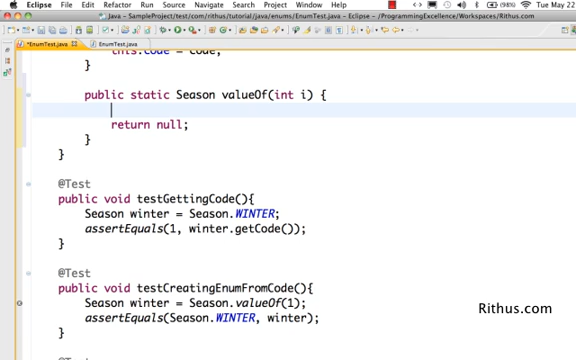 Eclipse File Edit Refactor Run Source Navigate Search Project Window Help (98%) Tue May 22
Java - SampleProject/test/com/rithus/tutorial/java/enums/EnumTest.java - Eclipse - /ProgrammingExcellence/Workspaces/Rithus.com
*EnumTest.java EnumTest.java
this.code = code;
}
public static Season valueOf(int i) {
return null;
}
}
@Test
public void testGettingCode(){
Season winter = Season.WINTER;
assertEquals(1, winter.getCode());
}
@Test
public void testCreatingEnumFromCode(){
Season winter = Season.valueOf(1);
assertEquals(Season.WINTER, winter);
}
Rithus.com